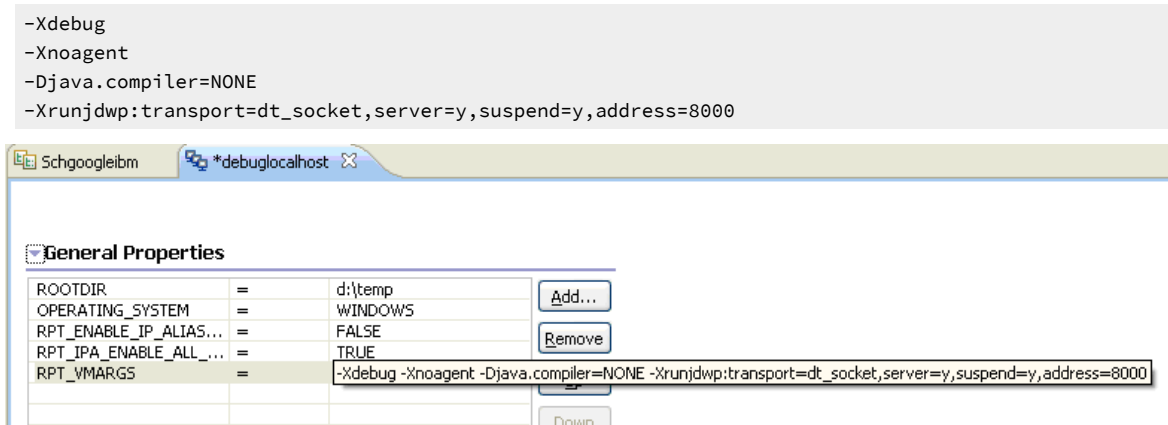 -Xdebug
-Xnoagent
-Djava.compiler=NONE
-Xrunjdwp:transport=dt_socket,server=y,suspend=y,address=8000
Schgoogleibm *debuglocalhost
General Properties
ROOTDIR = d:\temp
OPERATING_SYSTEM = WINDOWS
RPT_ENABLE_IP_ALIAS... = FALSE
RPT_IPA_ENABLE_ALL_... = TRUE
RPT_VMARGS = -Xdebug -Xnoagent -Djava.compiler=NONE -Xrunjdwp:transport=dt_socket,server=y,suspend=y,address=8000
Add...
Remove
Down